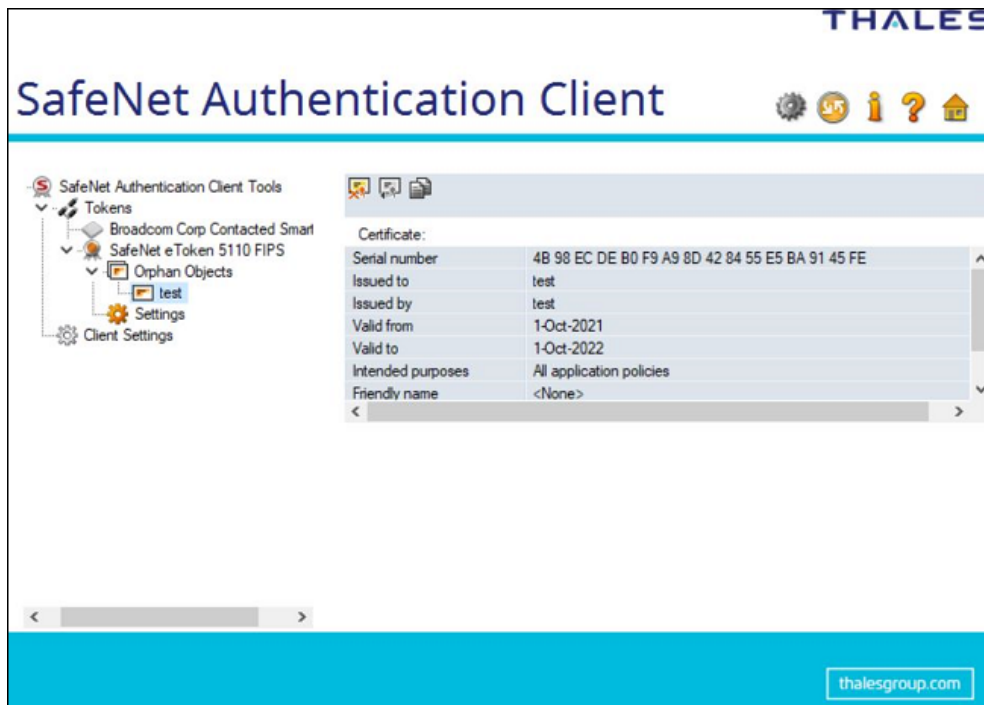 THALES
SafeNet Authentication Client
SafeNet Authentication Client Tools
Tokens
Broadcom Corp Contacted Smart
SafeNet eToken 5110 FIPS
Orphan Objects
test
Settings
Client Settings
Certificate:
Serial number 4B 98 EC DE B0 F9 A9 8D 42 84 55 E5 BA 91 45 FE
Issued to test
Issued by test
Valid from 1-Oct-2021
Valid to 1-Oct-2022
Intended purposes All application policies
Friendly name <None>
thalesgroup.com